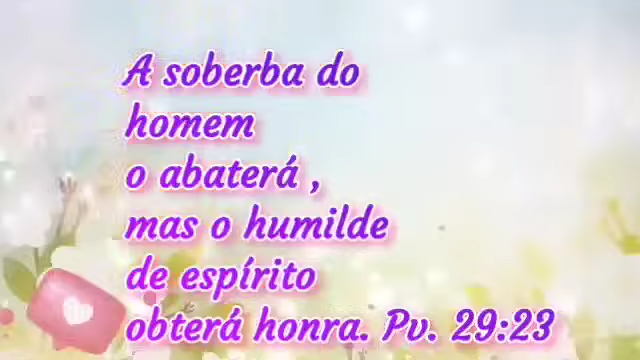 A soberba do
homem
o abaterá ,
mas o humilde
de espírito
obterá honra. Pv. 29:23